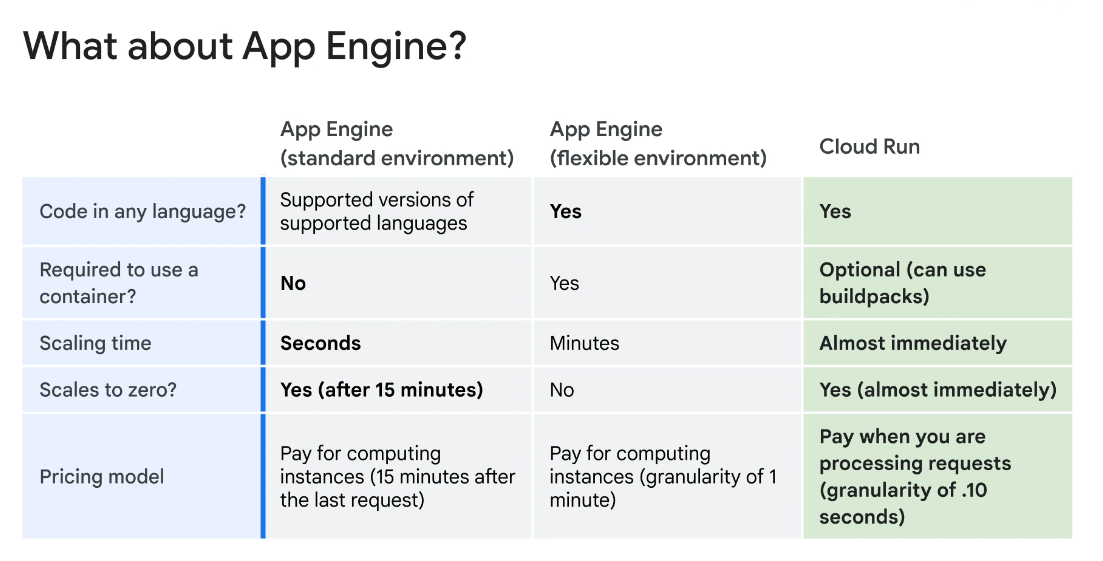 What about App Engine?
App Engine
(standard environment)
App Engine
(flexible environment)
Cloud Run
Code in any language?
Supported versions of
supported languages
Yes
Yes
Required to use a
container?
No
Yes
Optional (can use
buildpacks)
Scaling time
Seconds
Minutes
Almost immediately
Scales to zero?
Yes (after 15 minutes)
No
Yes (almost immediately)
Pricing model
Pay for computing
instances (15 minutes after
the last request)
Pay for computing
instances (granularity of 1
minute)
Pay when you are
processing requests
(granularity of .10
seconds)